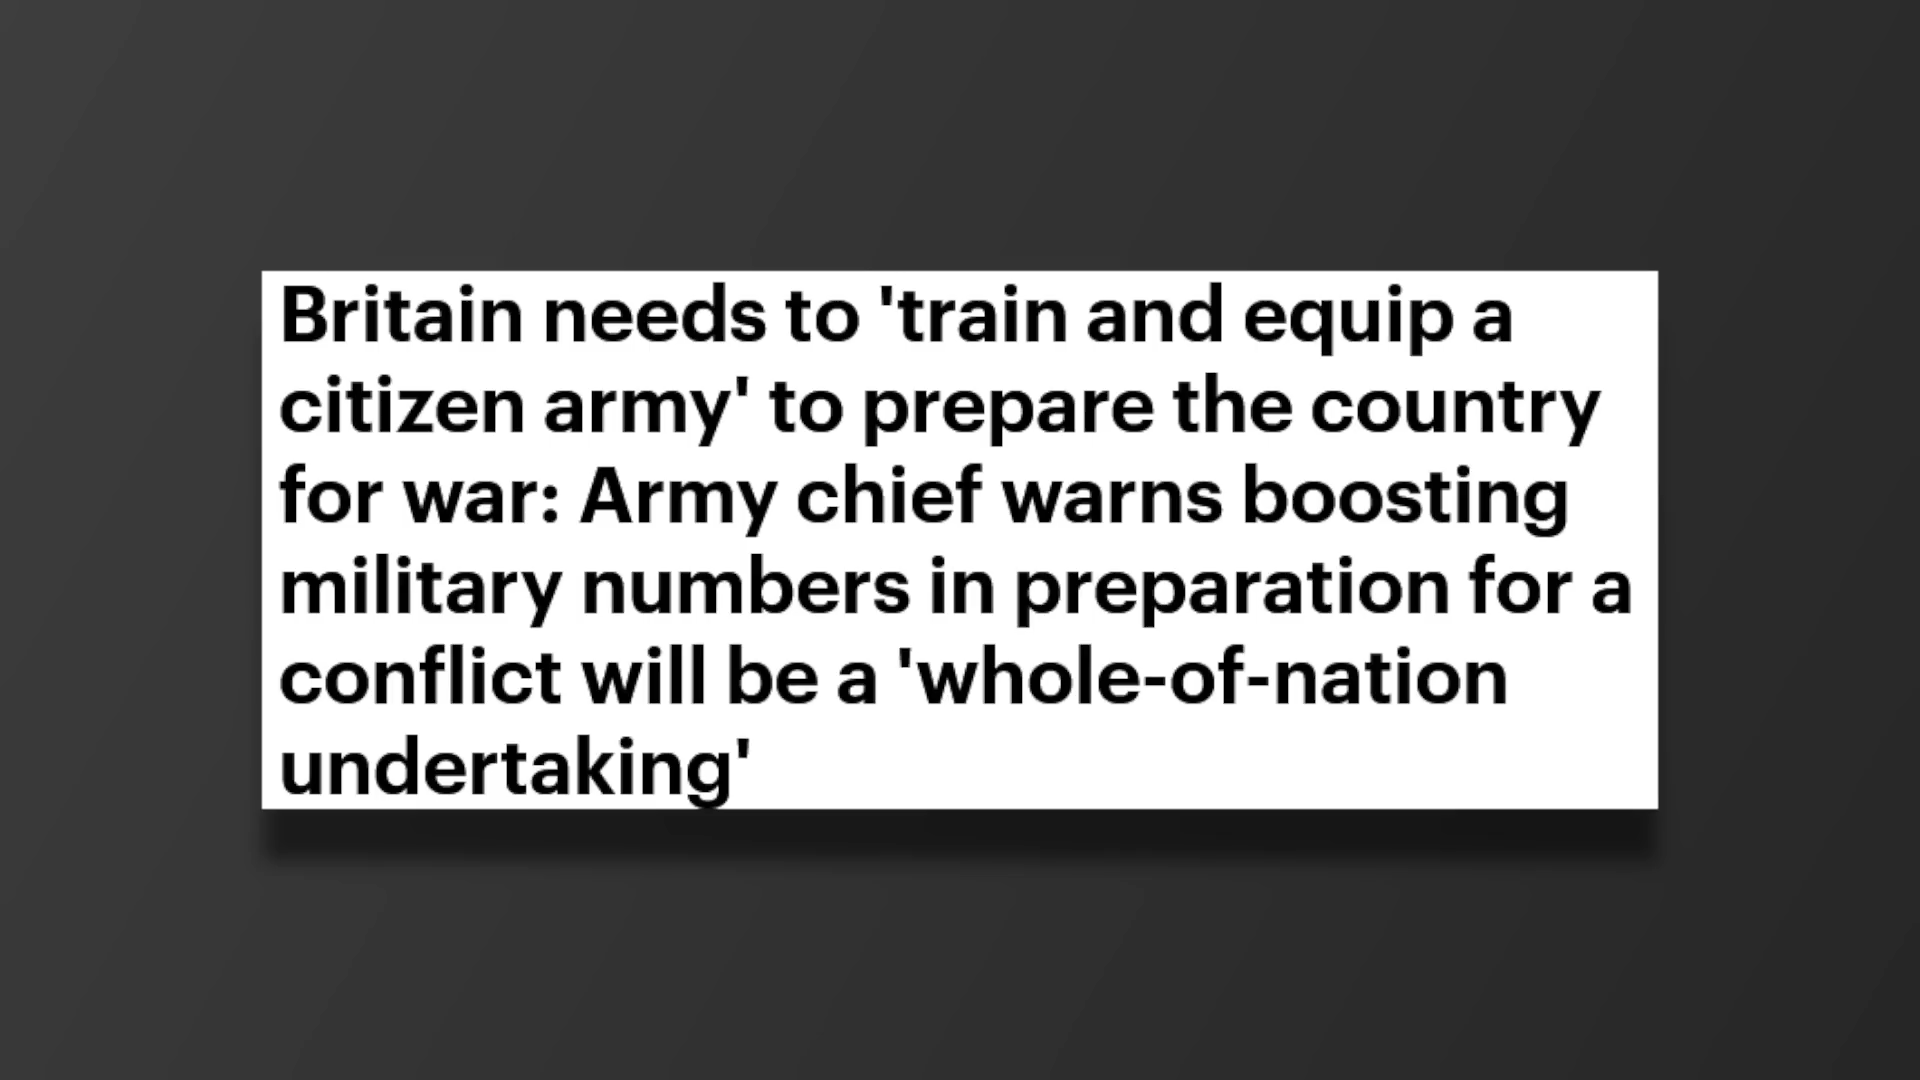 Britain needs to 'train and equip a
citizen army' to prepare the country
for war: Army chief warns boosting
military numbers in preparation for a
conflict will be a 'whole-of-nation
undertaking'